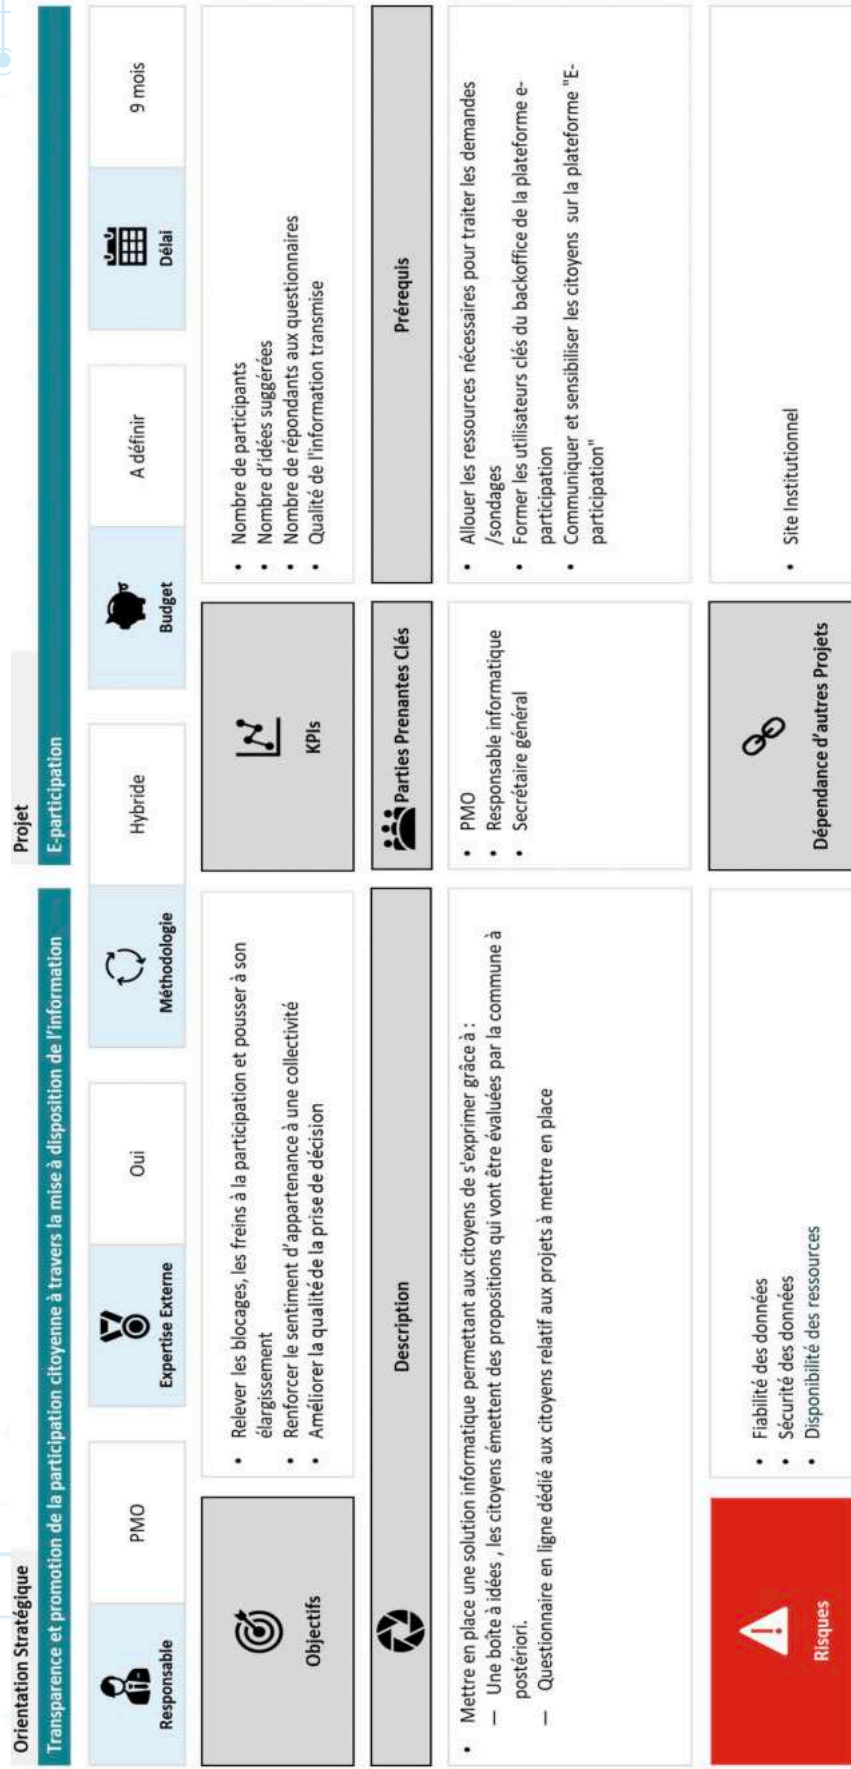 Orientation Stratégique
Projet
Transparence et promotion de la participation citoyenne à travers la mise à disposition de l'information
E-participation
Responsable
PMO
Expertise Externe
Oui
Méthodologie
Hybride
Budget
A définir
Délai
9 mois
Objectifs
• Relever les blocages, les freins à la participation et pousser à son
élargissement
• Renforcer le sentiment d'appartenance à une collectivité
• Améliorer la qualité de la prise de décision
KPIs
• Nombre de participants
• Nombre d'idées suggérées
• Nombre de répondants aux questionnaires
• Qualité de l'information transmise
Description
• Mettre en place une solution informatique permettant aux citoyens de s'exprimer grâce à :
— Une boîte à idées , les citoyens émettent des propositions qui vont être évaluées par la commune à
postériori.
— Questionnaire en ligne dédié aux citoyens relatif aux projets à mettre en place
Parties Prenantes Clés
• PMO
• Responsable informatique
• Secrétaire général
Prérequis
• Allouer les ressources nécessaires pour traiter les demandes
/sondages
• Former les utilisateurs clés du backoffice de la plateforme e-
participation
• Communiquer et sensibiliser les citoyens sur la plateforme "E-
participation"
Risques
• Fiabilité des données
• Sécurité des données
• Disponibilité des ressources
Dépendance d'autres Projets
• Site Institutionnel